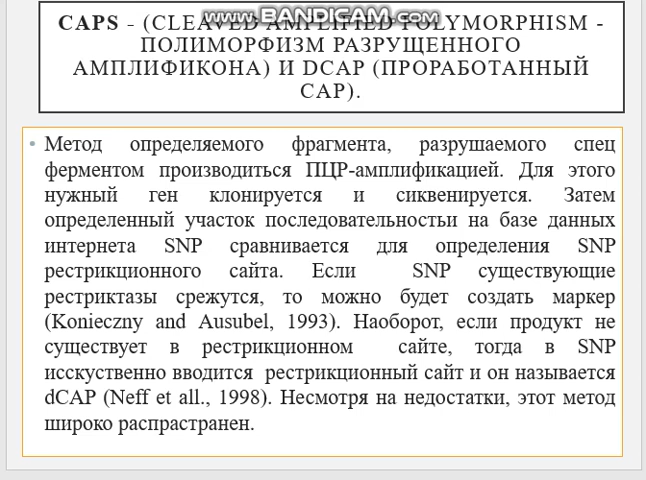 www.BANDICAM.com
CAPS - (CLEAVED AMPLIFIED POLYMORPHISM -
ПОЛИМОРФИЗМ РАЗРУЩЕННОГО
АМПЛИФИКОНА) И DCAP (ПРОРАБОТАННЫЙ
CAP).
• Метод определяемого фрагмента, разрушаемого спец
ферментом производиться ПЦР-амплификацией. Для этого
нужный ген клонируется и сиквенируется. Затем
определенный участок последовательностьи на базе данных
интернета SNP сравнивается для определения SNP
рестрикционного сайта. Если SNP существующие
рестриктазы срежутся, то можно будет создать маркер
(Konieczny and Ausubel, 1993). Наоборот, если продукт не
существует в рестрикционном сайте, тогда в SNP
исскуственно вводится рестрикционный сайт и он называется
dCAP (Neff et all., 1998). Несмотря на недостатки, этот метод
широко распрастранен.